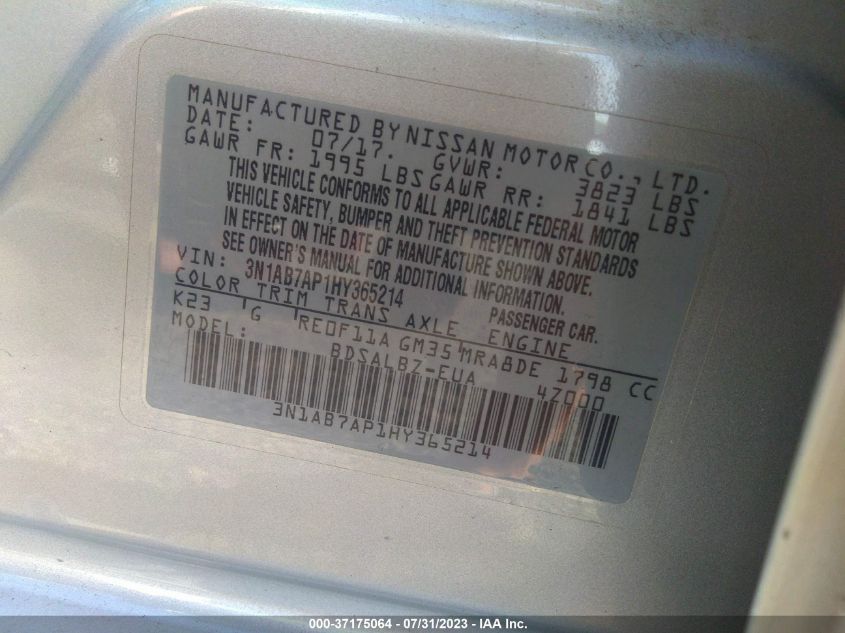 MANUFACTURED BY NISSAN MOTOR CO., LTD.
DATE: 07/17. GVWR: 3823 LBS
GAWR FR: 1995 LBS GAWR RR: 1841 LBS
THIS VEHICLE CONFORMS TO ALL APPLICABLE FEDERAL MOTOR
VEHICLE SAFETY, BUMPER AND THEFT PREVENTION STANDARDS
IN EFFECT ON THE DATE OF MANUFACTURE SHOWN ABOVE.
SEE OWNER'S MANUAL FOR ADDITIONAL INFORMATION.
VIN: 3N1AB7AP1HY365214 PASSENGER CAR.
COLOR TRIM TRANS AXLE ENGINE
K23 G RE0F11A GM35 MRA8DE 1798 CC
MODEL: BDSALBZ-EUA 4Z000
3N1AB7AP1HY365214
000-37175064 - 07/31/2023 - IAA Inc.